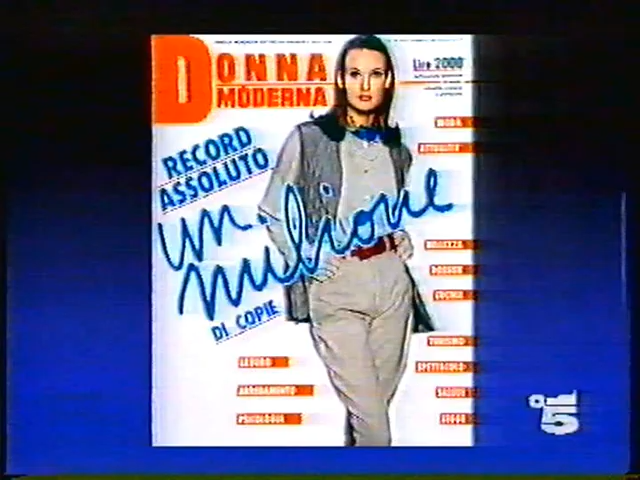 DONNA
MODERNA
Lire 2000
RECORD
ASSOLUTO
un
milione
DI COPIE
MODA
ATTUALITA'
BELLEZZA
DOSSIER
CUCINA
TURISMO
LAVORO
SPETTACOLO
ARREDAMENTO
SALUTE
PSICOLOGIA
5